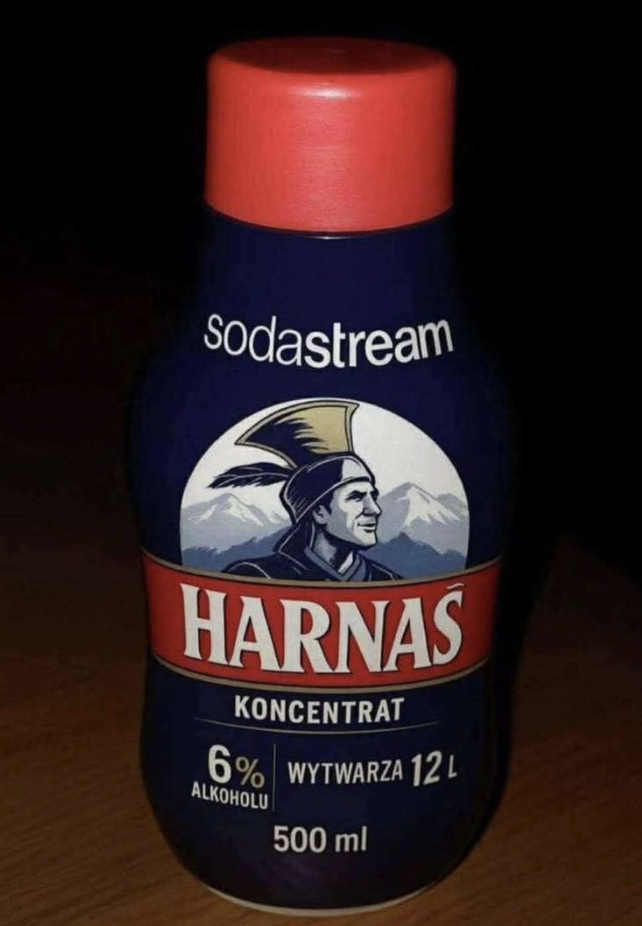 sodastream
HARNAŚ
KONCENTRAT
6% ALKOHOLU
WYTWARZA 12 L
500 ml